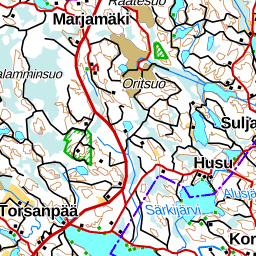 Raatesuo
Marjamäki
alamminsuo
Oritsuo
Sulja
Husu
Alusjä
Särkijärvi
Torsanpää
Kor